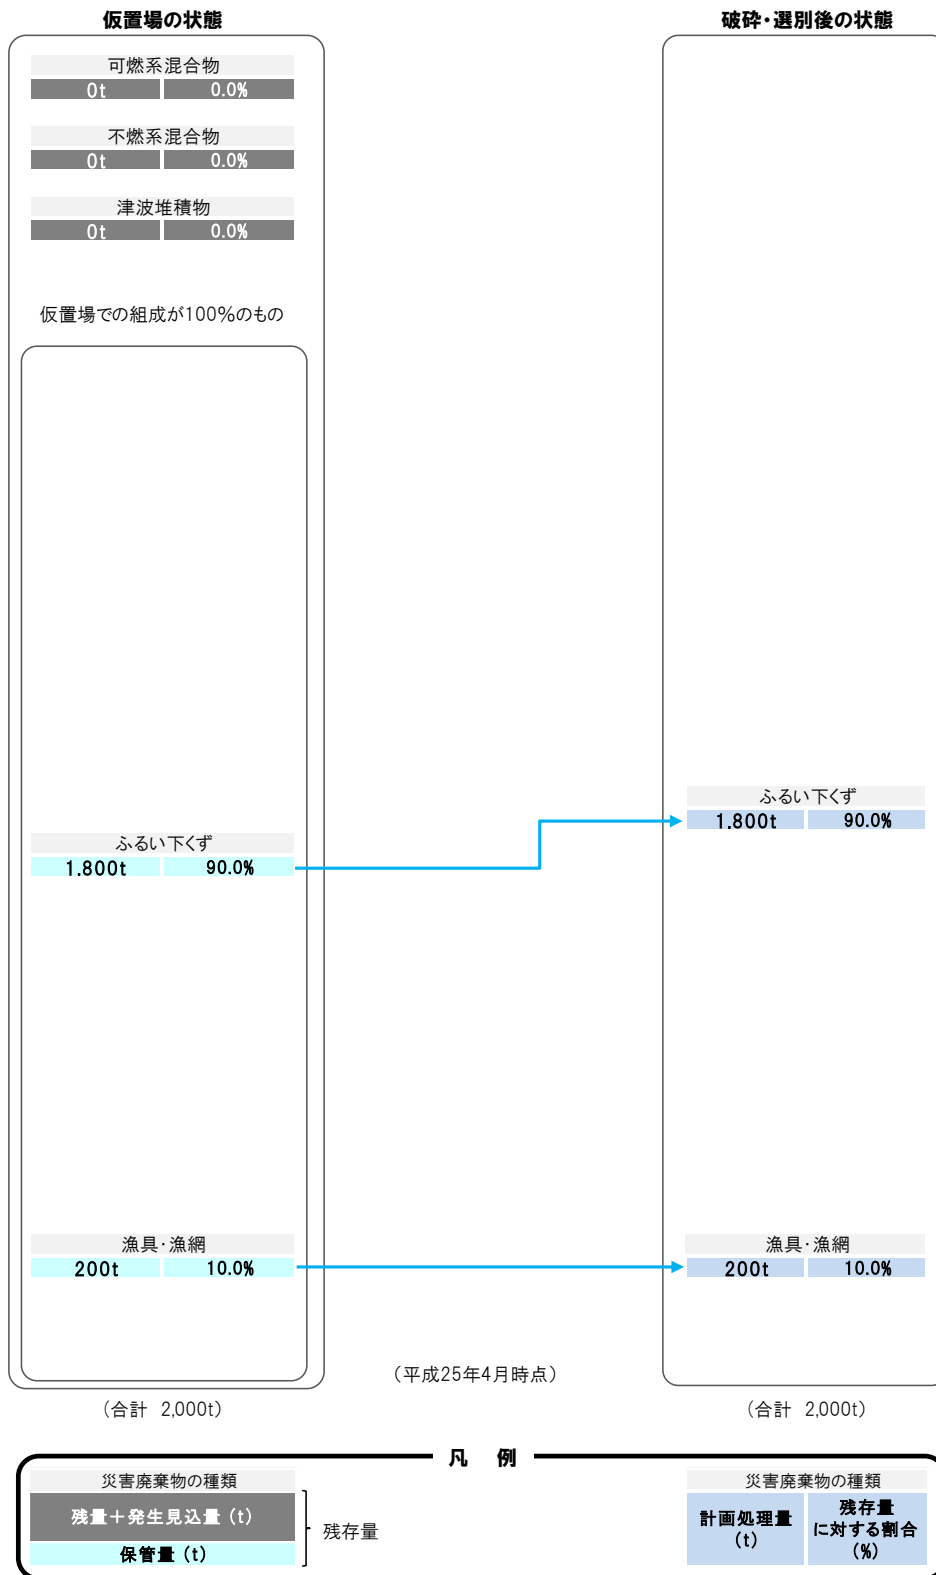 仮置場の状態
破砕・選別後の状態
可燃系混合物
0t 0.0%
不燃系混合物
0t 0.0%
津波堆積物
0t 0.0%
仮置場での組成が100%のもの
ふるい下くず
1.800t 90.0%
ふるい下くず
1.800t 90.0%
漁具・漁網
200t 10.0%
漁具・漁網
200t 10.0%
（平成25年4月時点）
（合計 2,000t）
（合計 2,000t）
凡 例
災害廃棄物の種類
残量＋発生見込量（t）
保管量（t）
残存量
災害廃棄物の種類
計画処理量
（t）
残存量
に対する割合
（%）